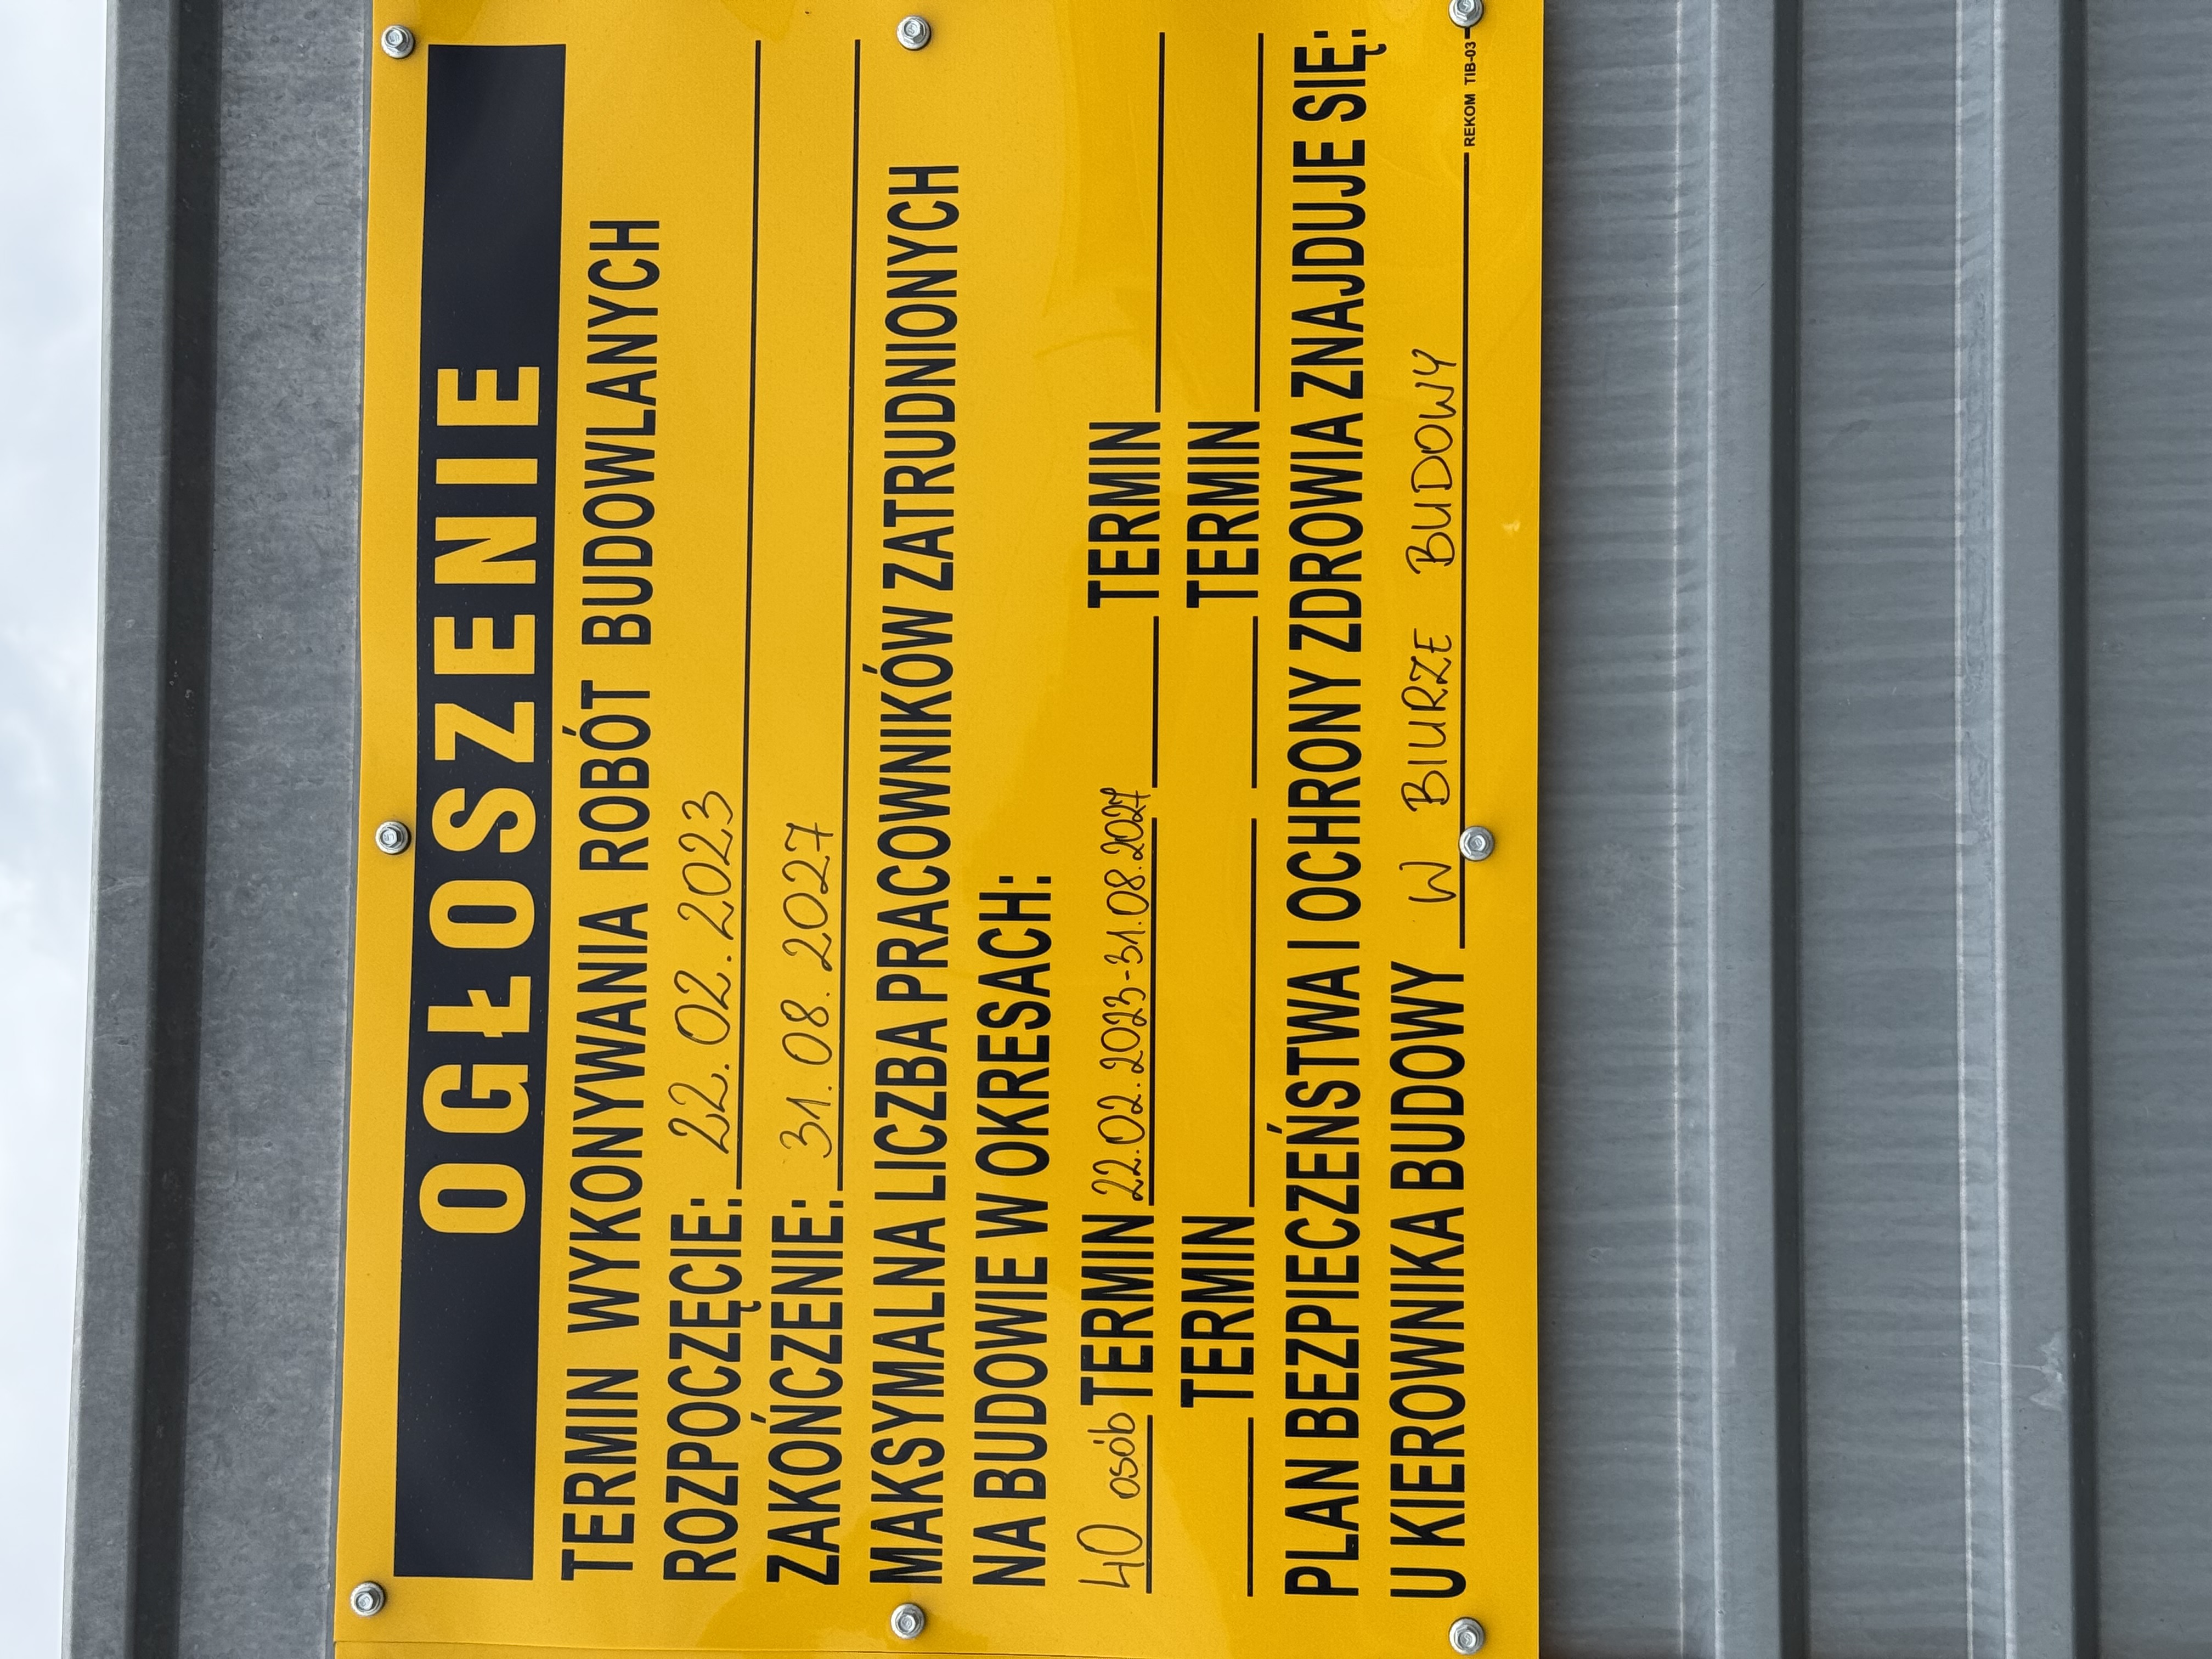 OGŁOSZENIE
TERMIN WYKONYWANIA ROBÓT BUDOWLANYCH
ROZPOCZĘCIE: 22.02.2023
ZAKOŃCZENIE: 31.08.2027
MAKSYMALNA LICZBA PRACOWNIKÓW ZATRUDNIONYCH
NA BUDOWIE W OKRESACH:
40 osób TERMIN 22.02.2023-31.08.2027 TERMIN
TERMIN TERMIN
PLAN BEZPIECZEŃSTWA I OCHRONY ZDROWIA ZNAJDUJE SIĘ:
U KIEROWNIKA BUDOWY W BIURZE BUDOWY
REKOM TIB-03